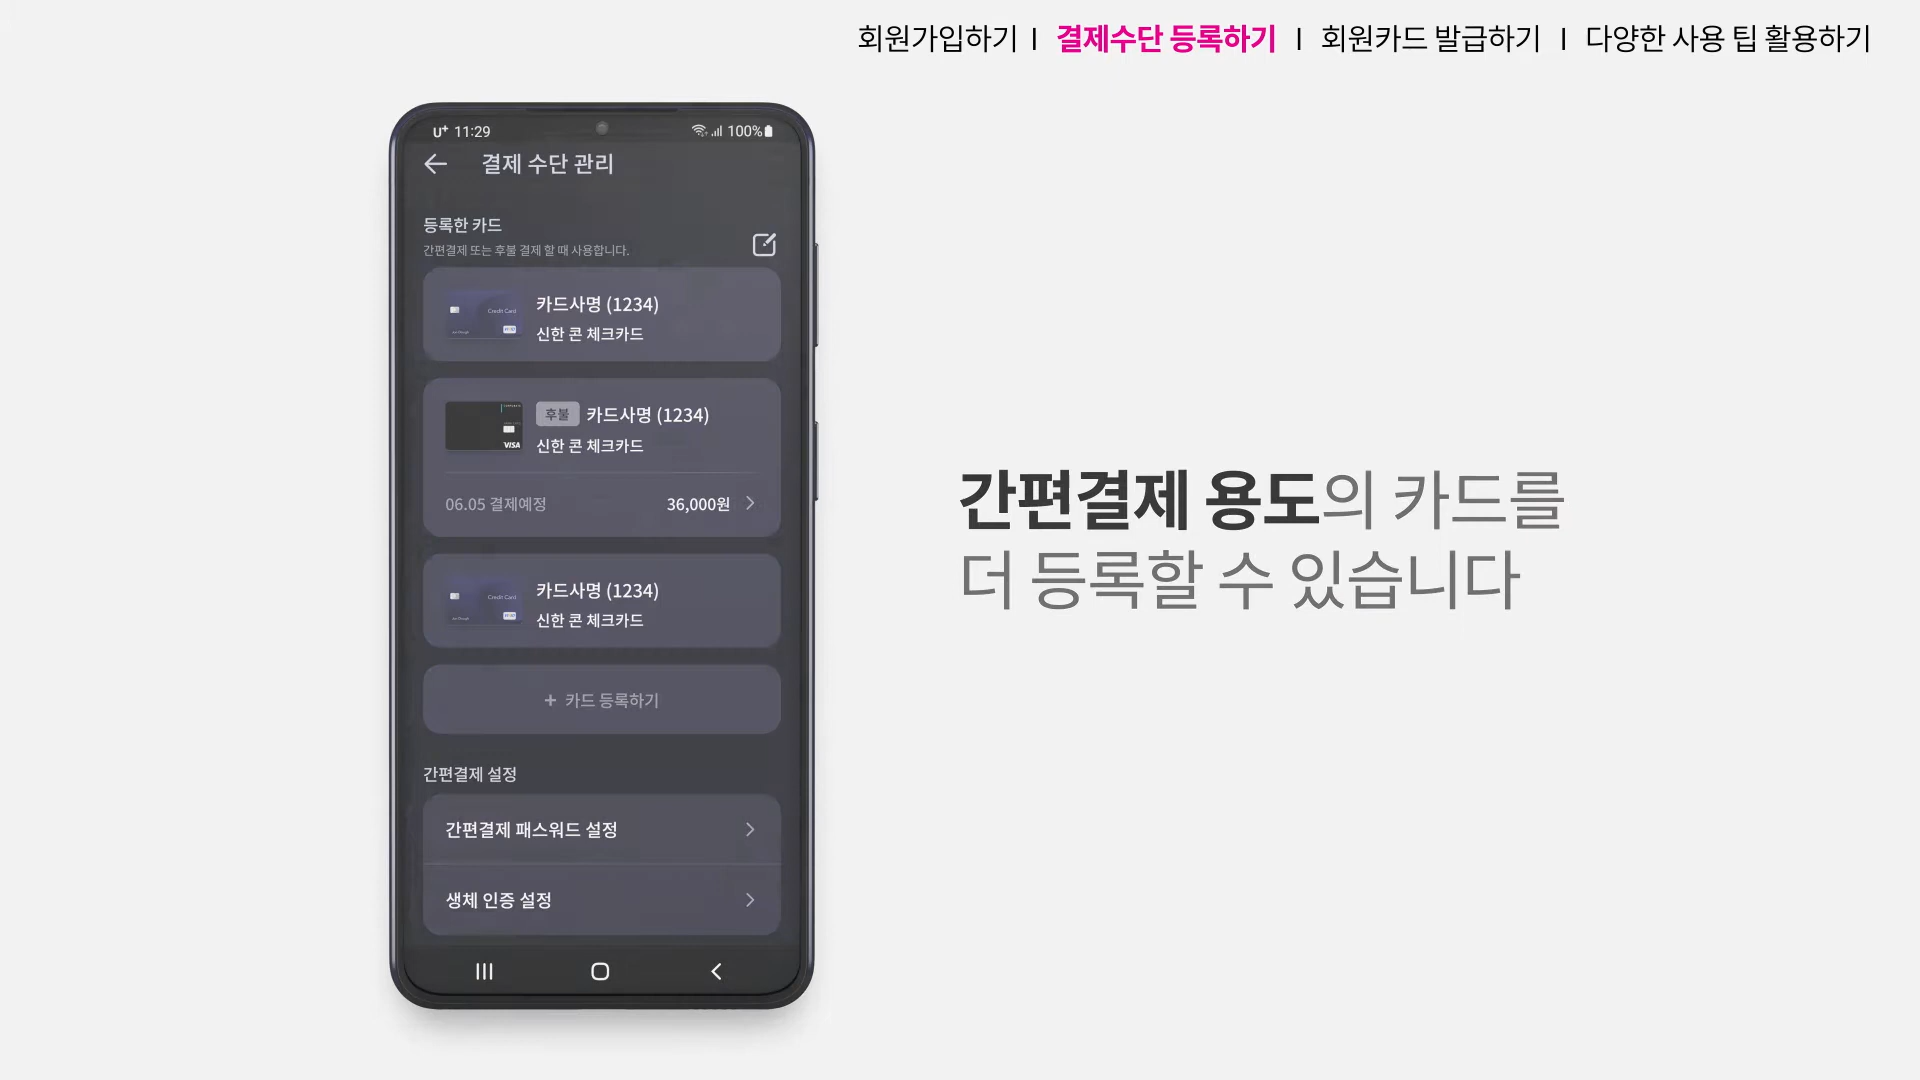 회원가입하기 I 결제수단 등록하기 I 회원카드 발급하기 I 다양한 사용 팁 활용하기
U+ 11:29 100%
결제 수단 관리
등록한 카드
간편결제 또는 후불 결제 할 때 사용합니다.
Credit Card
카드사명 (1234)
신한 콘 체크카드
후불 카드사명 (1234)
VISA
신한 콘 체크카드
06.05 결제예정 36,000원
Credit Card
카드사명 (1234)
신한 콘 체크카드
+ 카드 등록하기
간편결제 설정
간편결제 패스워드 설정
생체 인증 설정
간편결제 용도의 카드를
더 등록할 수 있습니다